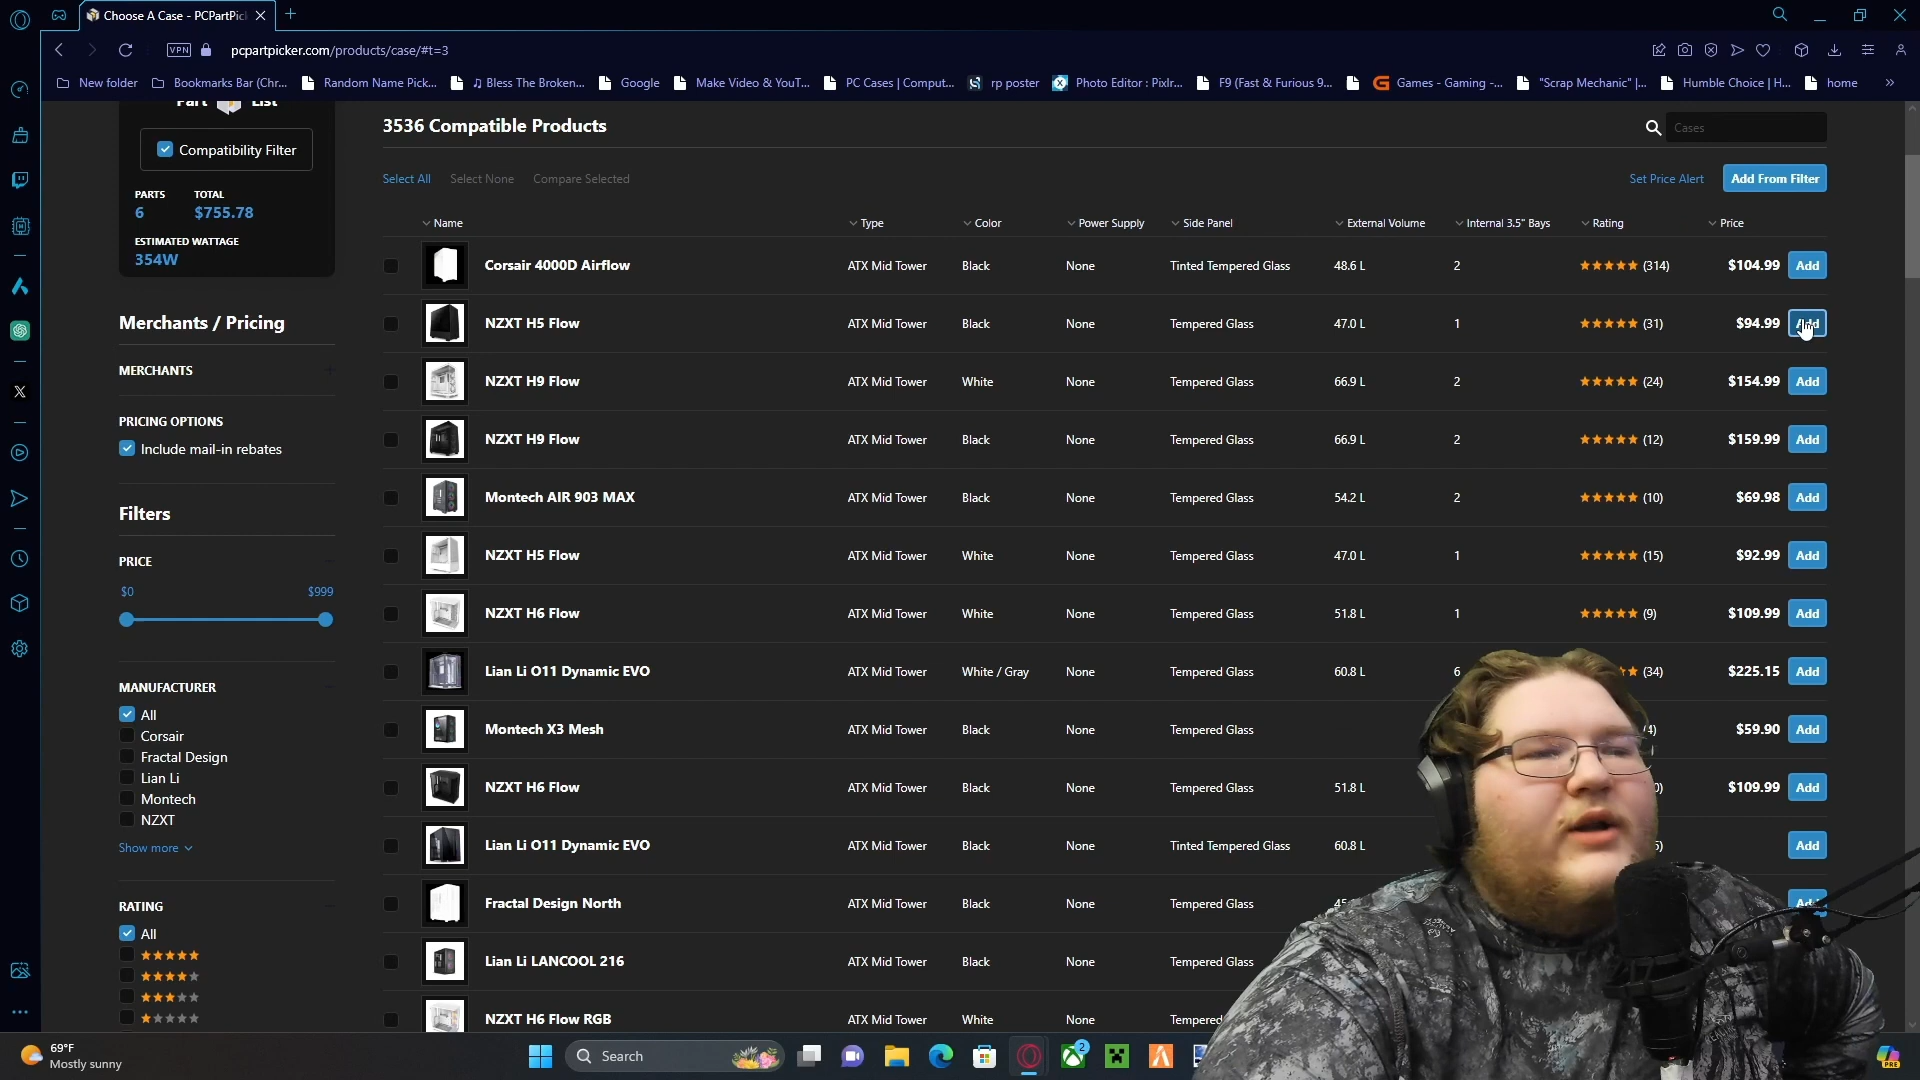 Choose A Case - PCPartPic
VPN
pcpartpicker.com/products/case/#t=3
New folder
Bookmarks Bar (Chr...
Random Name Pick...
♫ Bless The Broken...
Google
Make Video & YouT...
PC Cases | Comput...
rp poster
Photo Editor : Pixlr...
F9 (Fast & Furious 9...
Games - Gaming -...
"Scrap Mechanic" |...
Humble Choice | H...
home
Part List
Compatibility Filter
PARTS TOTAL
6 $755.78
ESTIMATED WATTAGE
354W
Merchants / Pricing
MERCHANTS
PRICING OPTIONS
Include mail-in rebates
Filters
PRICE
$0 $999
MANUFACTURER
All
Corsair
Fractal Design
Lian Li
Montech
NZXT
Show more
RATING
All
3536 Compatible Products
Cases
Select All Select None Compare Selected
Set Price Alert Add From Filter
Name Type Color Power Supply Side Panel External Volume Internal 3.5" Bays Rating Price
Corsair 4000D Airflow ATX Mid Tower Black None Tinted Tempered Glass 48.6 L 2 (314) $104.99 Add
NZXT H5 Flow ATX Mid Tower Black None Tempered Glass 47.0 L 1 (31) $94.99 Add
NZXT H9 Flow ATX Mid Tower White None Tempered Glass 66.9 L 2 (24) $154.99 Add
NZXT H9 Flow ATX Mid Tower Black None Tempered Glass 66.9 L 2 (12) $159.99 Add
Montech AIR 903 MAX ATX Mid Tower Black None Tempered Glass 54.2 L 2 (10) $69.98 Add
NZXT H5 Flow ATX Mid Tower White None Tempered Glass 47.0 L 1 (15) $92.99 Add
NZXT H6 Flow ATX Mid Tower White None Tempered Glass 51.8 L 1 (9) $109.99 Add
Lian Li O11 Dynamic EVO ATX Mid Tower White / Gray None Tempered Glass 60.8 L 6 (34) $225.15 Add
Montech X3 Mesh ATX Mid Tower Black None Tempered Glass $59.90 Add
NZXT H6 Flow ATX Mid Tower Black None Tempered Glass 51.8 L $109.99 Add
Lian Li O11 Dynamic EVO ATX Mid Tower Black None Tinted Tempered Glass 60.8 L Add
Fractal Design North ATX Mid Tower Black None Tempered Glass Add
Lian Li LANCOOL 216 ATX Mid Tower Black None Tempered Glass
NZXT H6 Flow RGB ATX Mid Tower White None Tempered
69°F
Mostly sunny
Search
2
PRE